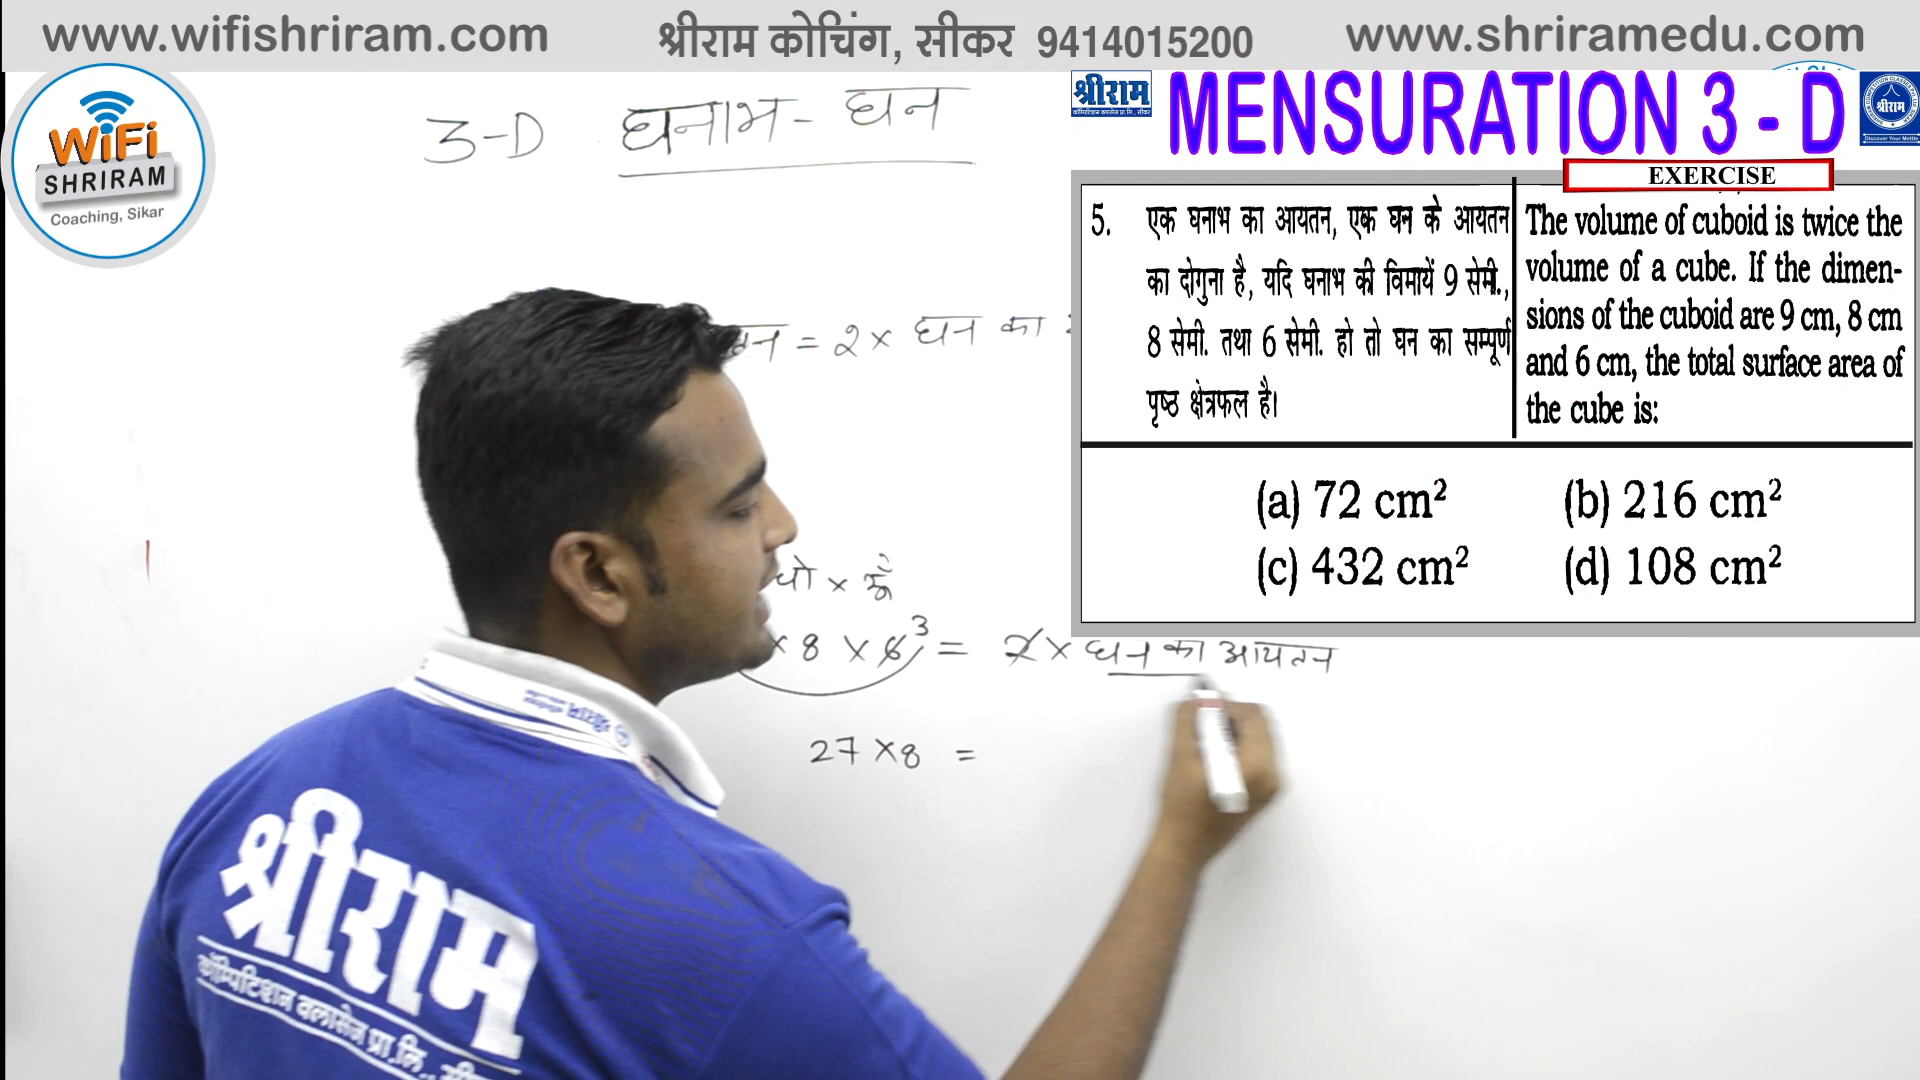 www.wifishriram.com
श्रीराम कोचिंग, सीकर 9414015200
www.shriramedu.com
WiFi
SHRIRAM
Coaching, Sikar
3-D घनाभ - घन
श्रीराम
MENSURATION 3 - D
श्रीराम
EXERCISE
5. एक घनाभ का आयतन, एक घन के आयतन
का दोगुना है, यदि घनाभ की विमायें 9 सेमी.,
8 सेमी. तथा 6 सेमी. हो तो घन का सम्पूर्ण
पृष्ठ क्षेत्रफल है।
The volume of cuboid is twice the
volume of a cube. If the dimen-
sions of the cuboid are 9 cm, 8 cm
and 6 cm, the total surface area of
the cube is:
(a) 72 cm² (b) 216 cm²
(c) 432 cm² (d) 108 cm²
= 2 × घन का
× ऊँ
× 8 × 6 3 = 2 × घन का आयतन
27 × 8 =
श्रीराम
कॉम्पिटिशन क्लासेज प्रा.लि.,